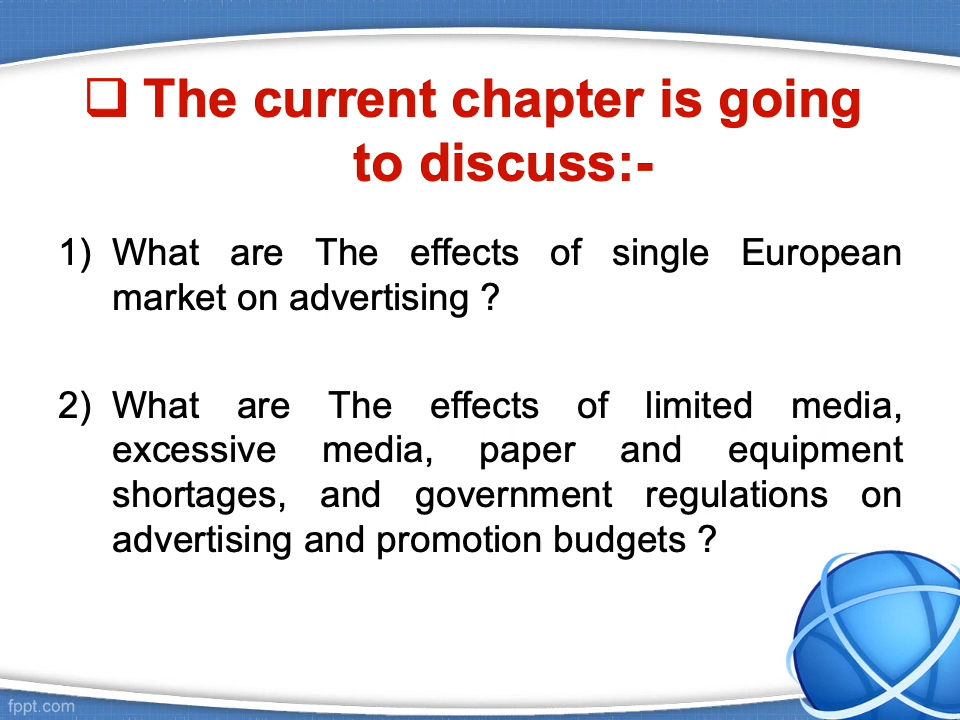 ❑ The current chapter is going
to discuss:-
1) What are The effects of single European
market on advertising ?
2) What are The effects of limited media,
excessive media, paper and equipment
shortages, and government regulations on
advertising and promotion budgets ?
fppt.com